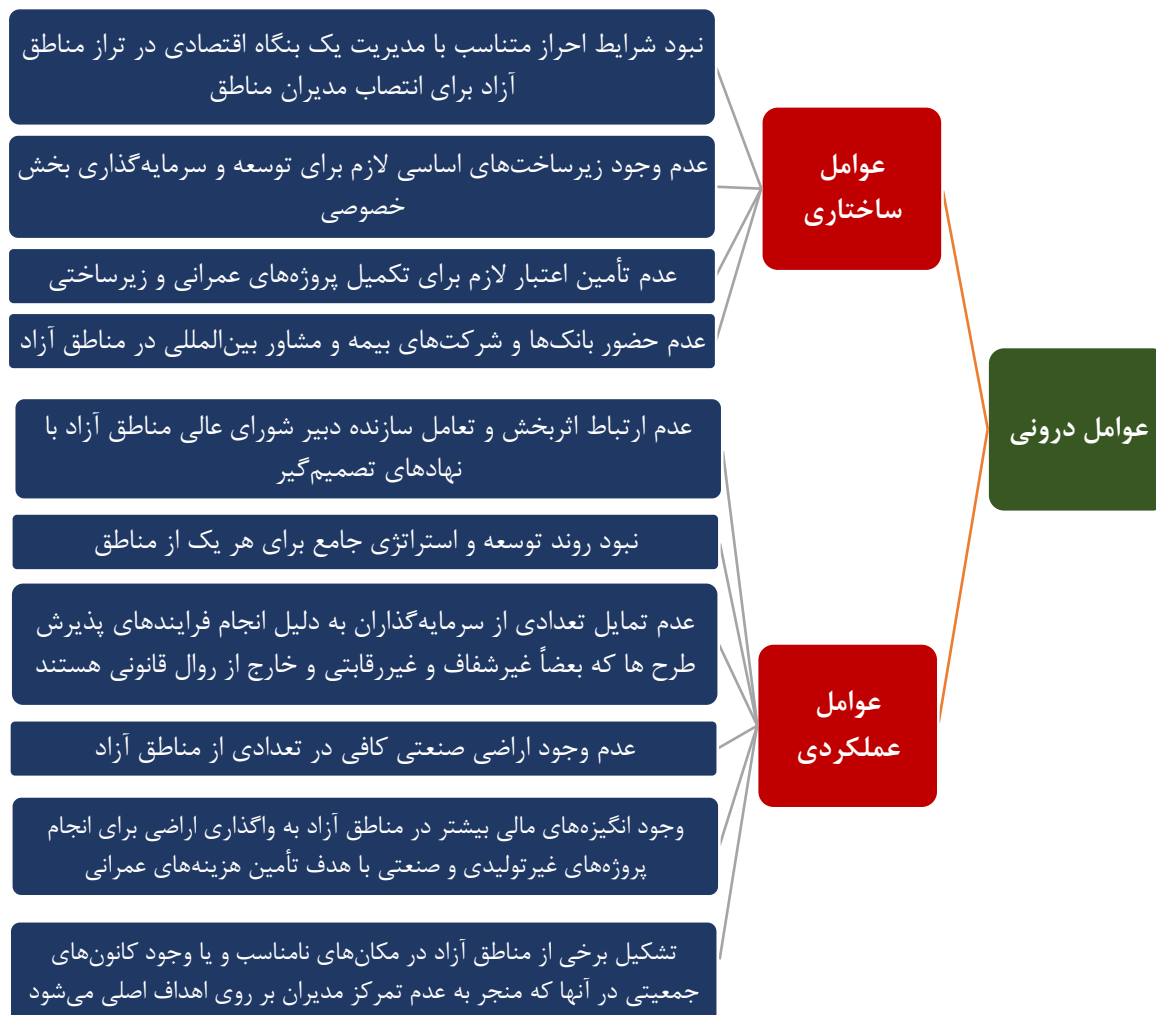 عوامل درونی
عوامل
ساختاری
نبود شرایط احراز متناسب با مدیریت یک بنگاه اقتصادی در تراز مناطق
آزاد برای انتصاب مدیران مناطق
عدم وجود زیرساخت‌های اساسی لازم برای توسعه و سرمایه‌گذاری بخش
خصوصی
عدم تأمین اعتبار لازم برای تکمیل پروژه‌های عمرانی و زیرساختی
عدم حضور بانک‌ها و شرکت‌های بیمه و مشاور بین‌المللی در مناطق آزاد
عوامل
عملکردی
عدم ارتباط اثربخش و تعامل سازنده دبیر شورای عالی مناطق آزاد با
نهادهای تصمیم‌گیر
نبود روند توسعه و استراتژی جامع برای هر یک از مناطق
عدم تمایل تعدادی از سرمایه‌گذاران به دلیل انجام فرایندهای پذیرش
طرح ها که بعضاً غیرشفاف و غیررقابتی و خارج از روال قانونی هستند
عدم وجود اراضی صنعتی کافی در تعدادی از مناطق آزاد
وجود انگیزه‌های مالی بیشتر در مناطق آزاد به واگذاری اراضی برای انجام
پروژه‌های غیرتولیدی و صنعتی با هدف تأمین هزینه‌های عمرانی
تشکیل برخی از مناطق آزاد در مکان‌های نامناسب و یا وجود کانون‌های
جمعیتی در آنها که منجر به عدم تمرکز مدیران بر روی اهداف اصلی می‌شود